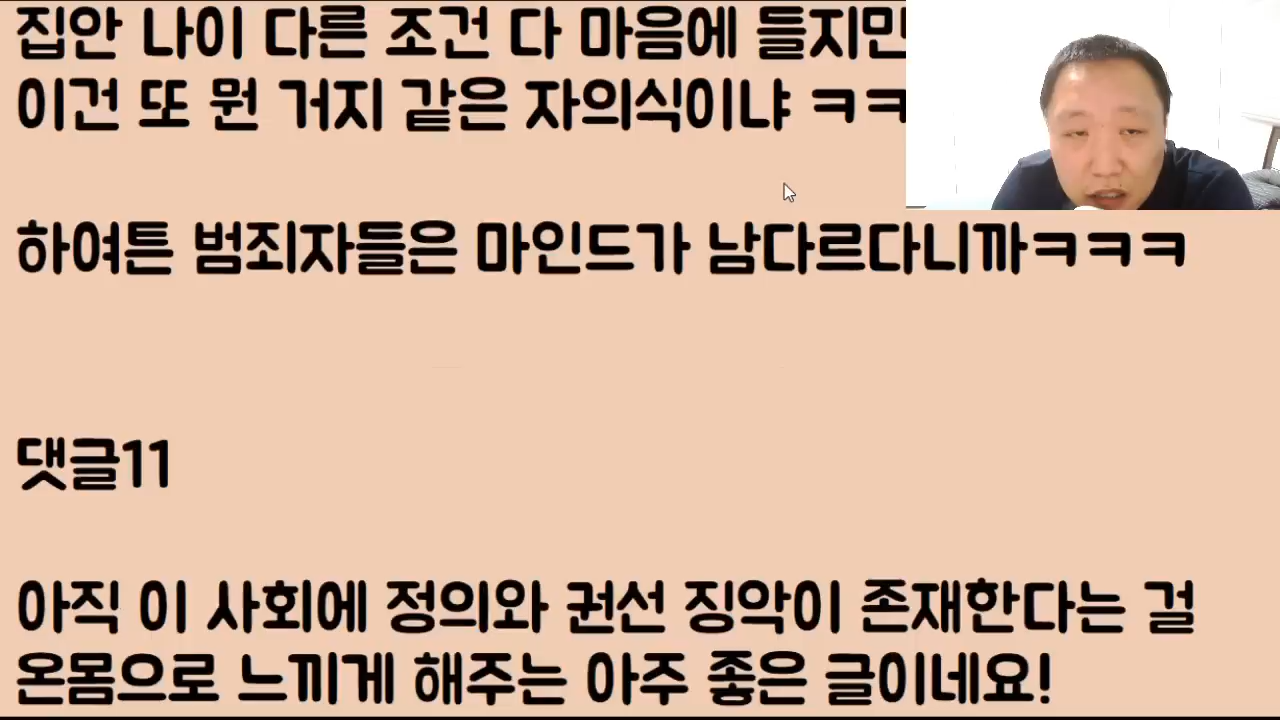 집안 나이 다른 조건 다 마음에 들지만
이건 또 뭔 거지 같은 자의식이냐 ㅋㅋ
하여튼 범죄자들은 마인드가 남다르다니까ㅋㅋㅋ
댓글11
아직 이 사회에 정의와 권선 징악이 존재한다는 걸
온몸으로 느끼게 해주는 아주 좋은 글이네요!